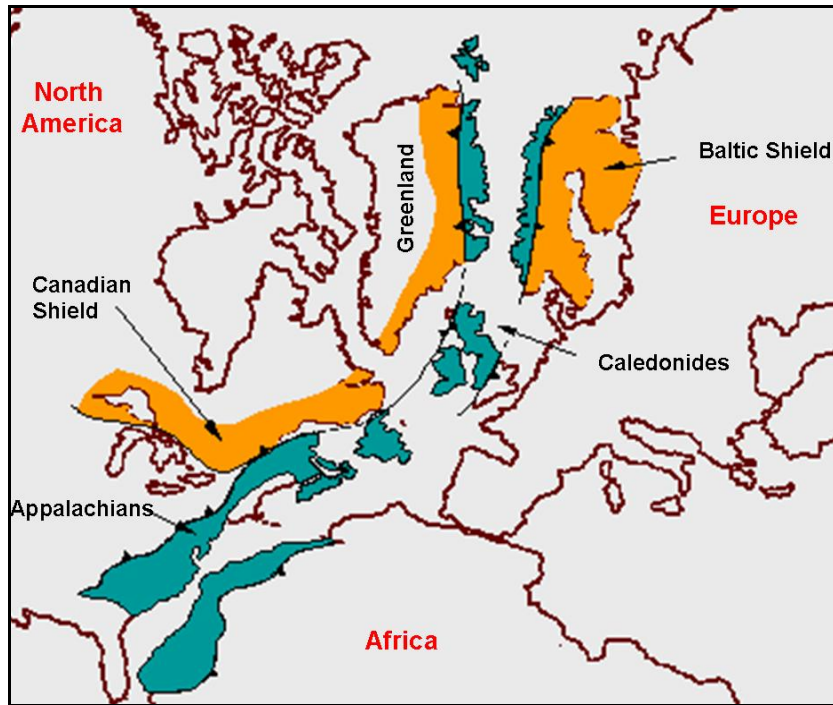 North
America
Greenland
Baltic Shield
Europe
Canadian
Shield
Caledonides
Appalachians
Africa